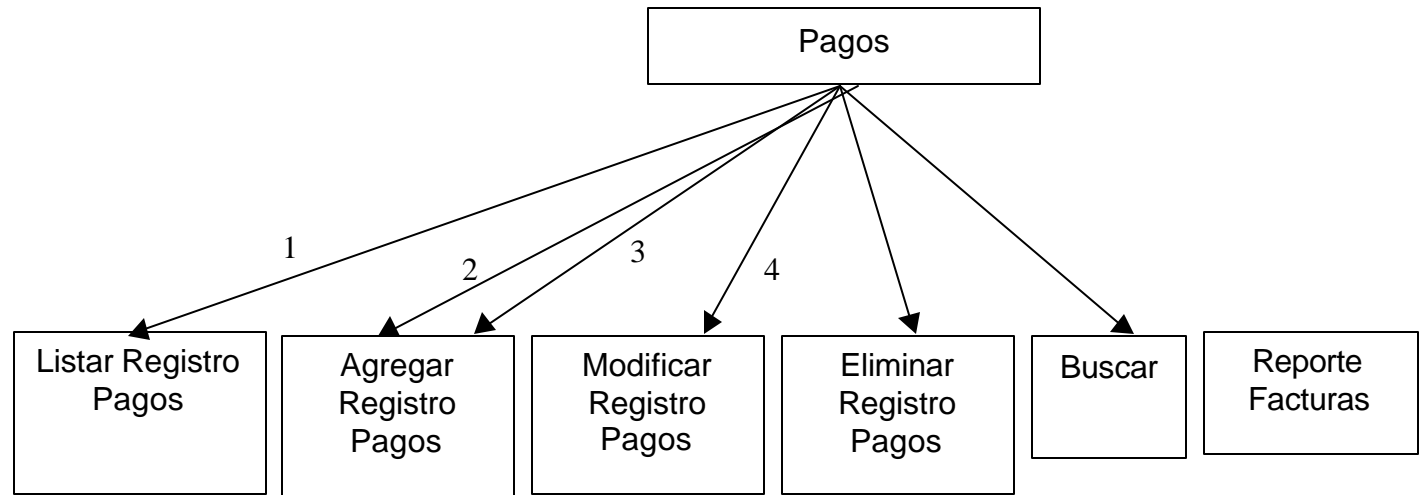 Pagos
1
2
3
4
Listar Registro
Pagos
Agregar
Registro
Pagos
Modificar
Registro
Pagos
Eliminar
Registro
Pagos
Buscar
Reporte
Facturas